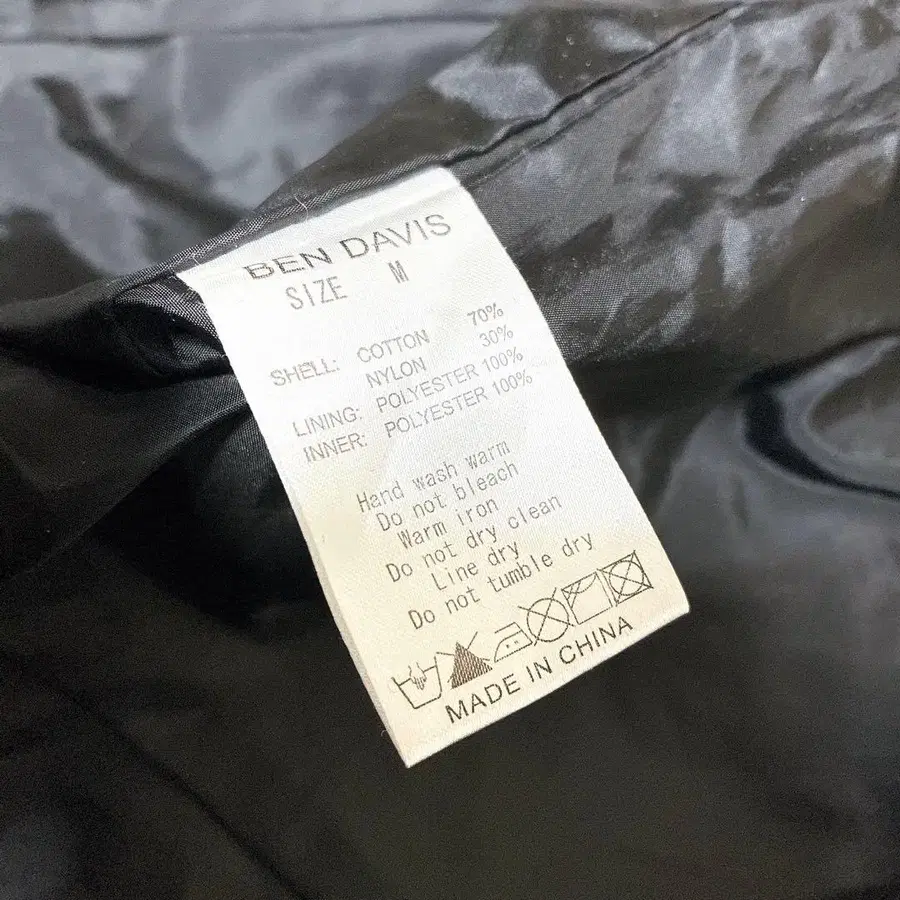 BEN DAVIS
SIZE M
SHELL: COTTON 70%
NYLON 30%
LINING: POLYESTER 100%
INNER: POLYESTER 100%
Hand wash warm
Do not bleach
Warm iron
Do not dry clean
Line dry
Do not tumble dry
MADE IN CHINA